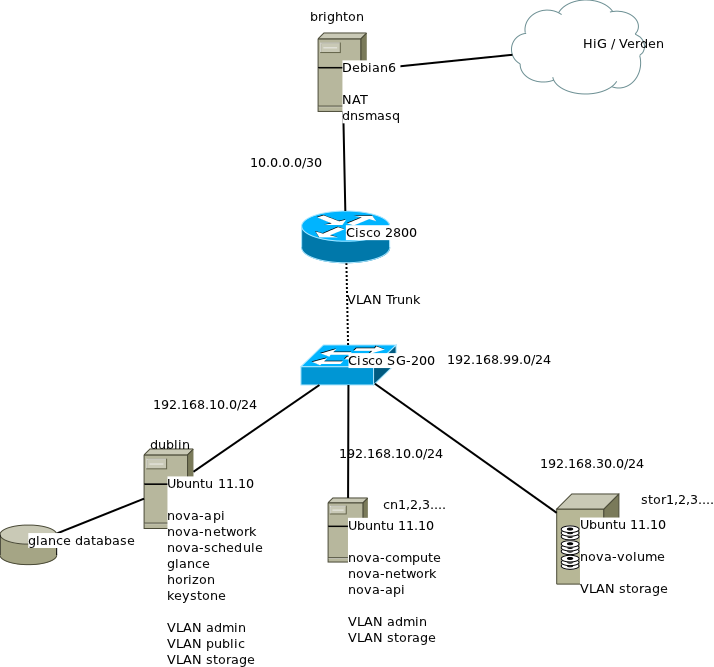 brighton
HiG / Verden
Debian6
NAT
dnsmasq
10.0.0.0/30
Cisco 2800
VLAN Trunk
Cisco SG-200
192.168.99.0/24
192.168.10.0/24
192.168.10.0/24
192.168.30.0/24
dublin
Ubuntu 11.10
nova-api
nova-network
nova-schedule
glance
horizon
keystone
VLAN admin
VLAN public
VLAN storage
glance database
cn1,2,3....
Ubuntu 11.10
nova-compute
nova-network
nova-api
VLAN admin
VLAN storage
stor1,2,3....
Ubuntu 11.10
nova-volume
VLAN storage